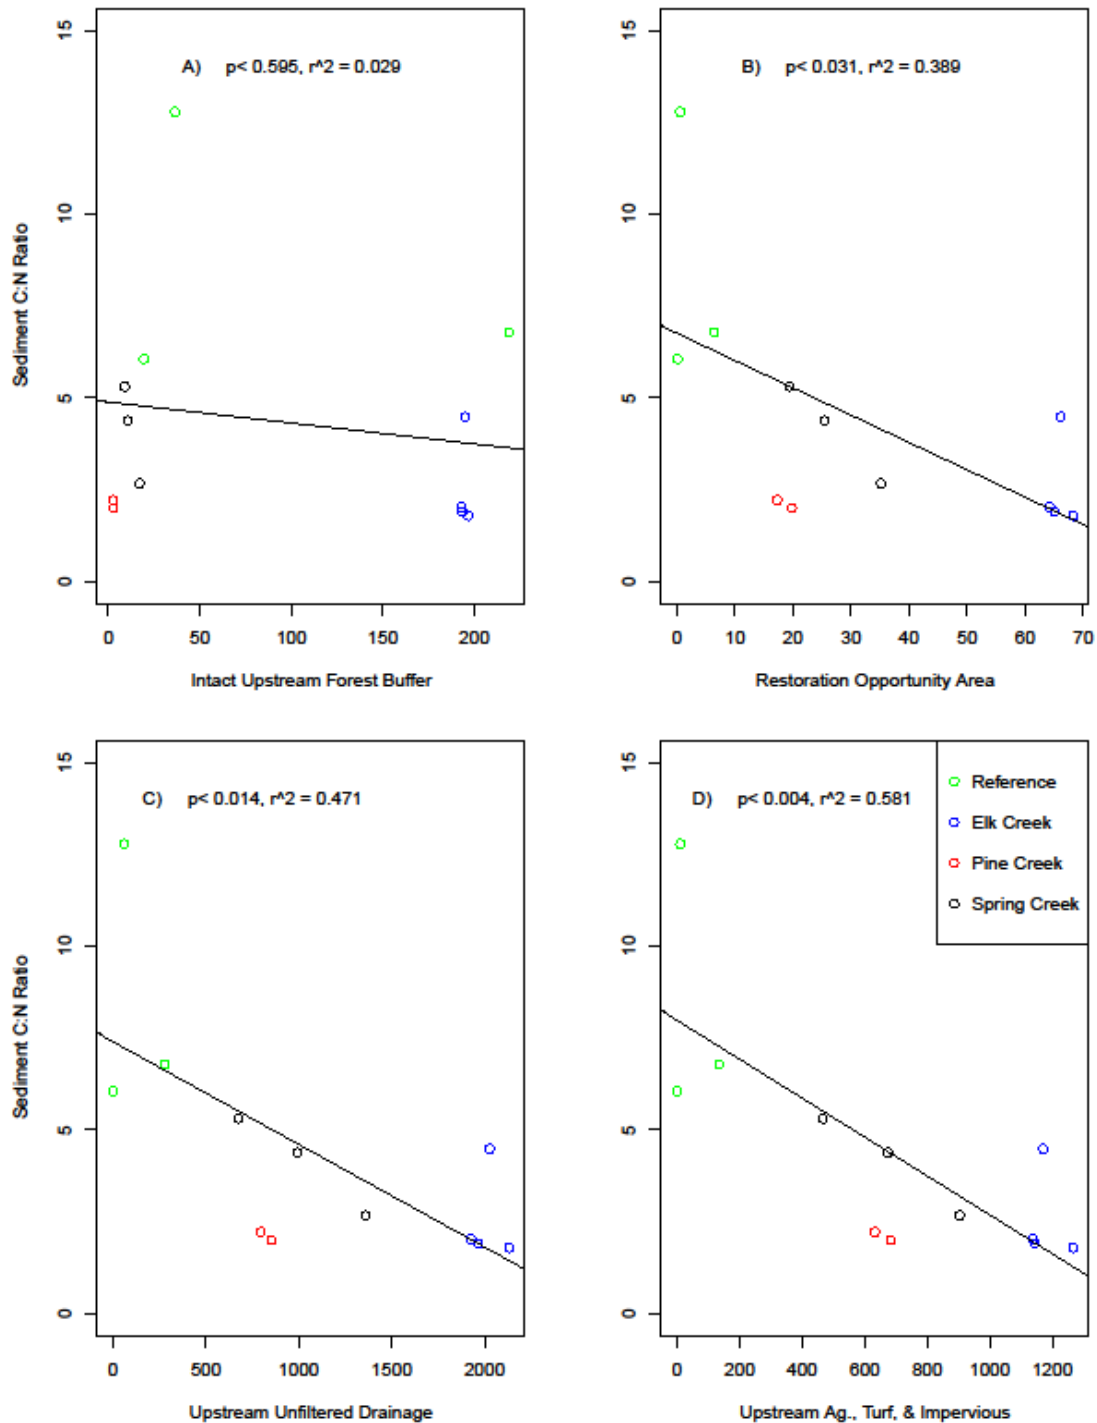 A) p< 0.595, r^2 = 0.029
15
10
5
0
Sediment C:N Ratio
0 50 100 150 200
Intact Upstream Forest Buffer
B) p< 0.031, r^2 = 0.389
15
10
5
0
0 10 20 30 40 50 60 70
Restoration Opportunity Area
C) p< 0.014, r^2 = 0.471
15
10
5
0
Sediment C:N Ratio
0 500 1000 1500 2000
Upstream Unfiltered Drainage
D) p< 0.004, r^2 = 0.581
Reference
Elk Creek
Pine Creek
Spring Creek
15
10
5
0
0 200 400 600 800 1000 1200
Upstream Ag., Turf, & Impervious